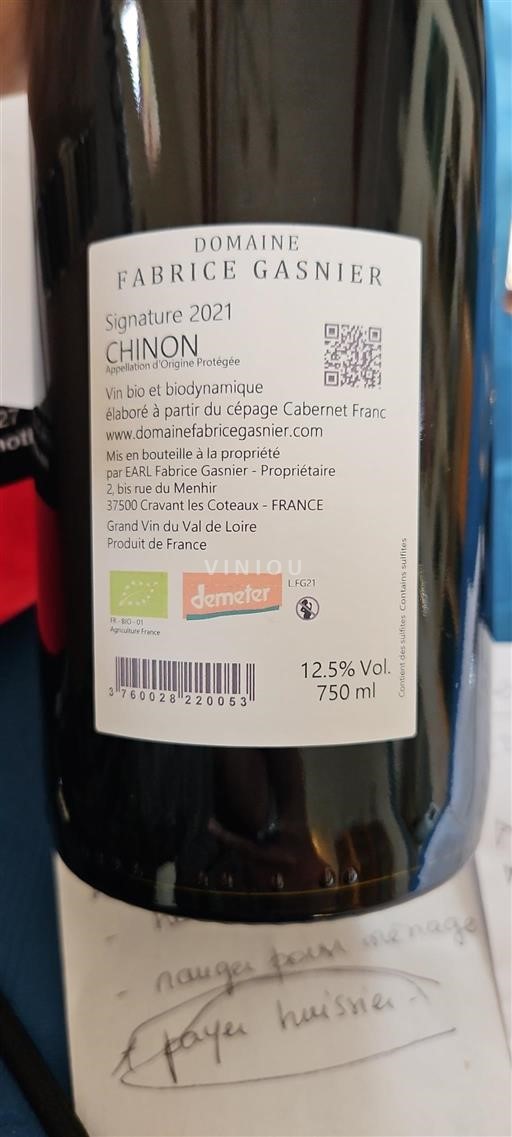 DOMAINE
FABRICE GASNIER
Signature 2021
CHINON
Appellation d'Origine Protégée
Vin bio et biodynamique
élaboré à partir du cépage Cabernet Franc
www.domainefabricegasnier.com
Mis en bouteille à la propriété
par EARL Fabrice Gasnier - Propriétaire
2, bis rue du Menhir
37500 Cravant les Coteaux - FRANCE
Grand Vin du Val de Loire
Produit de France
VINIOU
demeter
L.FG21
FR - BIO - 01
Agriculture France
Contient des sulfites Contains sulfites
3 760028 220053
12.5% Vol.
750 ml
- ranger pour ménage
payer huissier -